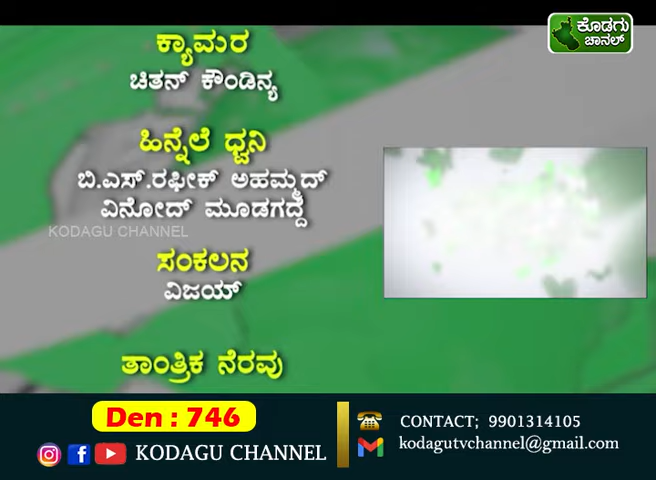 ಕೊಡಗು
ಚಾನಲ್
ಕ್ಯಾಮರ
ಚಿತನ್ ಕೌಂಡಿನ್ಯ
ಹಿನ್ನೆಲೆ ಧ್ವನಿ
ಬಿ.ಎಸ್.ರಫೀಕ್ ಅಹಮ್ಮದ್
ವಿನೋದ್ ಮೂಡಗದ್ದೆ
KODAGU CHANNEL
ಸಂಕಲನ
ವಿಜಯ್
ತಾಂತ್ರಿಕ ನೆರವು
Den : 746
KODAGU CHANNEL
CONTACT; 9901314105
kodagutvchannel@gmail.com